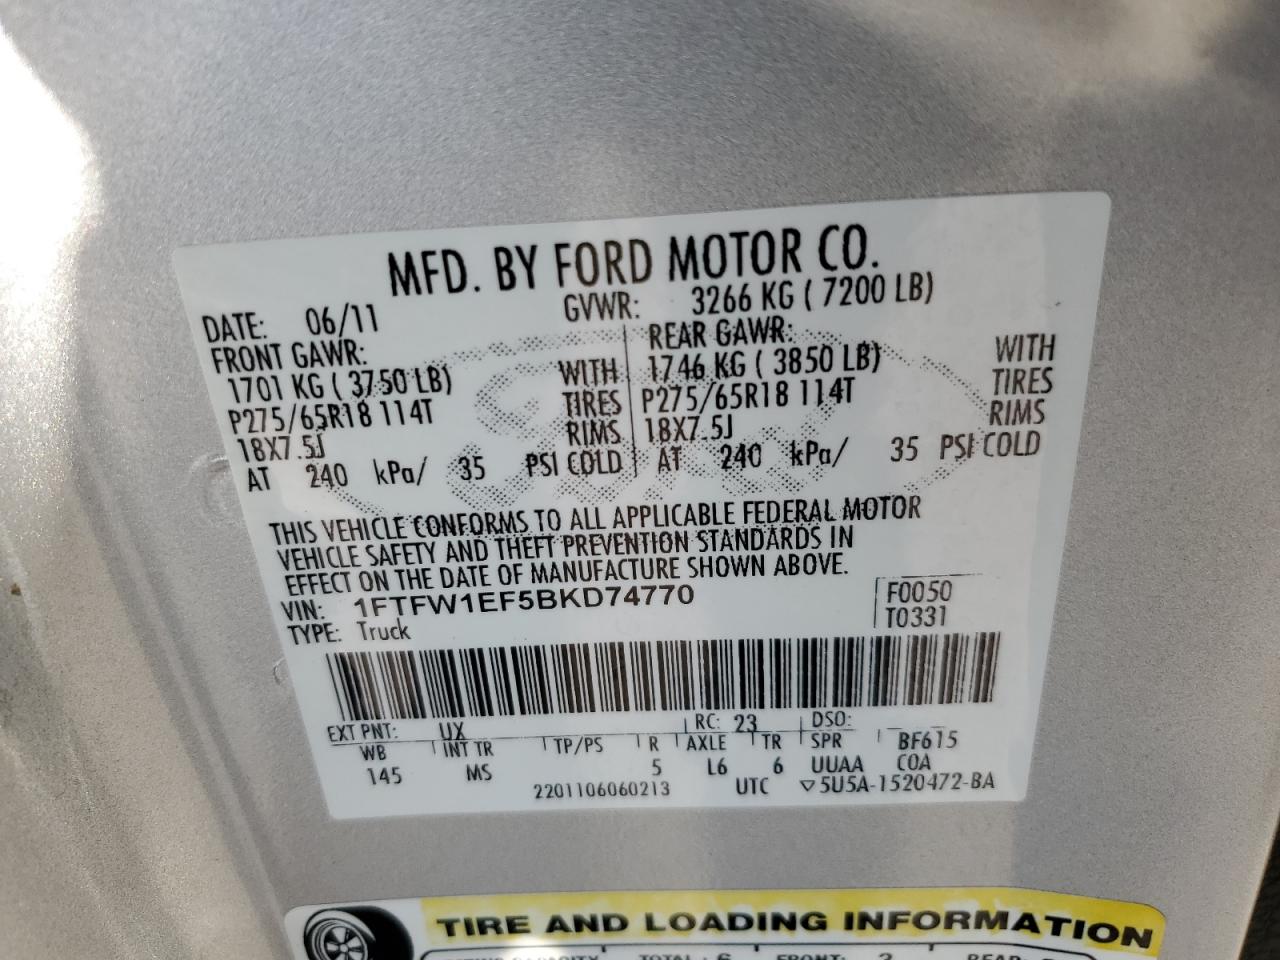 MFD. BY FORD MOTOR CO.
DATE: 06/11 GVWR: 3266 KG ( 7200 LB)
FRONT GAWR: REAR GAWR:
1701 KG ( 3750 LB) WITH 1746 KG ( 3850 LB) WITH
P275/65R18 114T TIRES P275/65R18 114T TIRES
18X7.5J RIMS 18X7.5J RIMS
AT 240 kPa/ 35 PSI COLD AT 240 kPa/ 35 PSI COLD
THIS VEHICLE CONFORMS TO ALL APPLICABLE FEDERAL MOTOR
VEHICLE SAFETY AND THEFT PREVENTION STANDARDS IN
EFFECT ON THE DATE OF MANUFACTURE SHOWN ABOVE.
VIN: 1FTFW1EF5BKD74770 F0050
TYPE: Truck T0331
EXT PNT: UX RC: 23 DSO:
WB INT TR TP/PS R AXLE TR SPR BF615
145 MS 5 L6 6 UUAA COA
2201106060213 UTC ▽5U5A-1520472-BA
TIRE AND LOADING INFORMATION
TOTAL : 6 FRONT: 2 REAR: